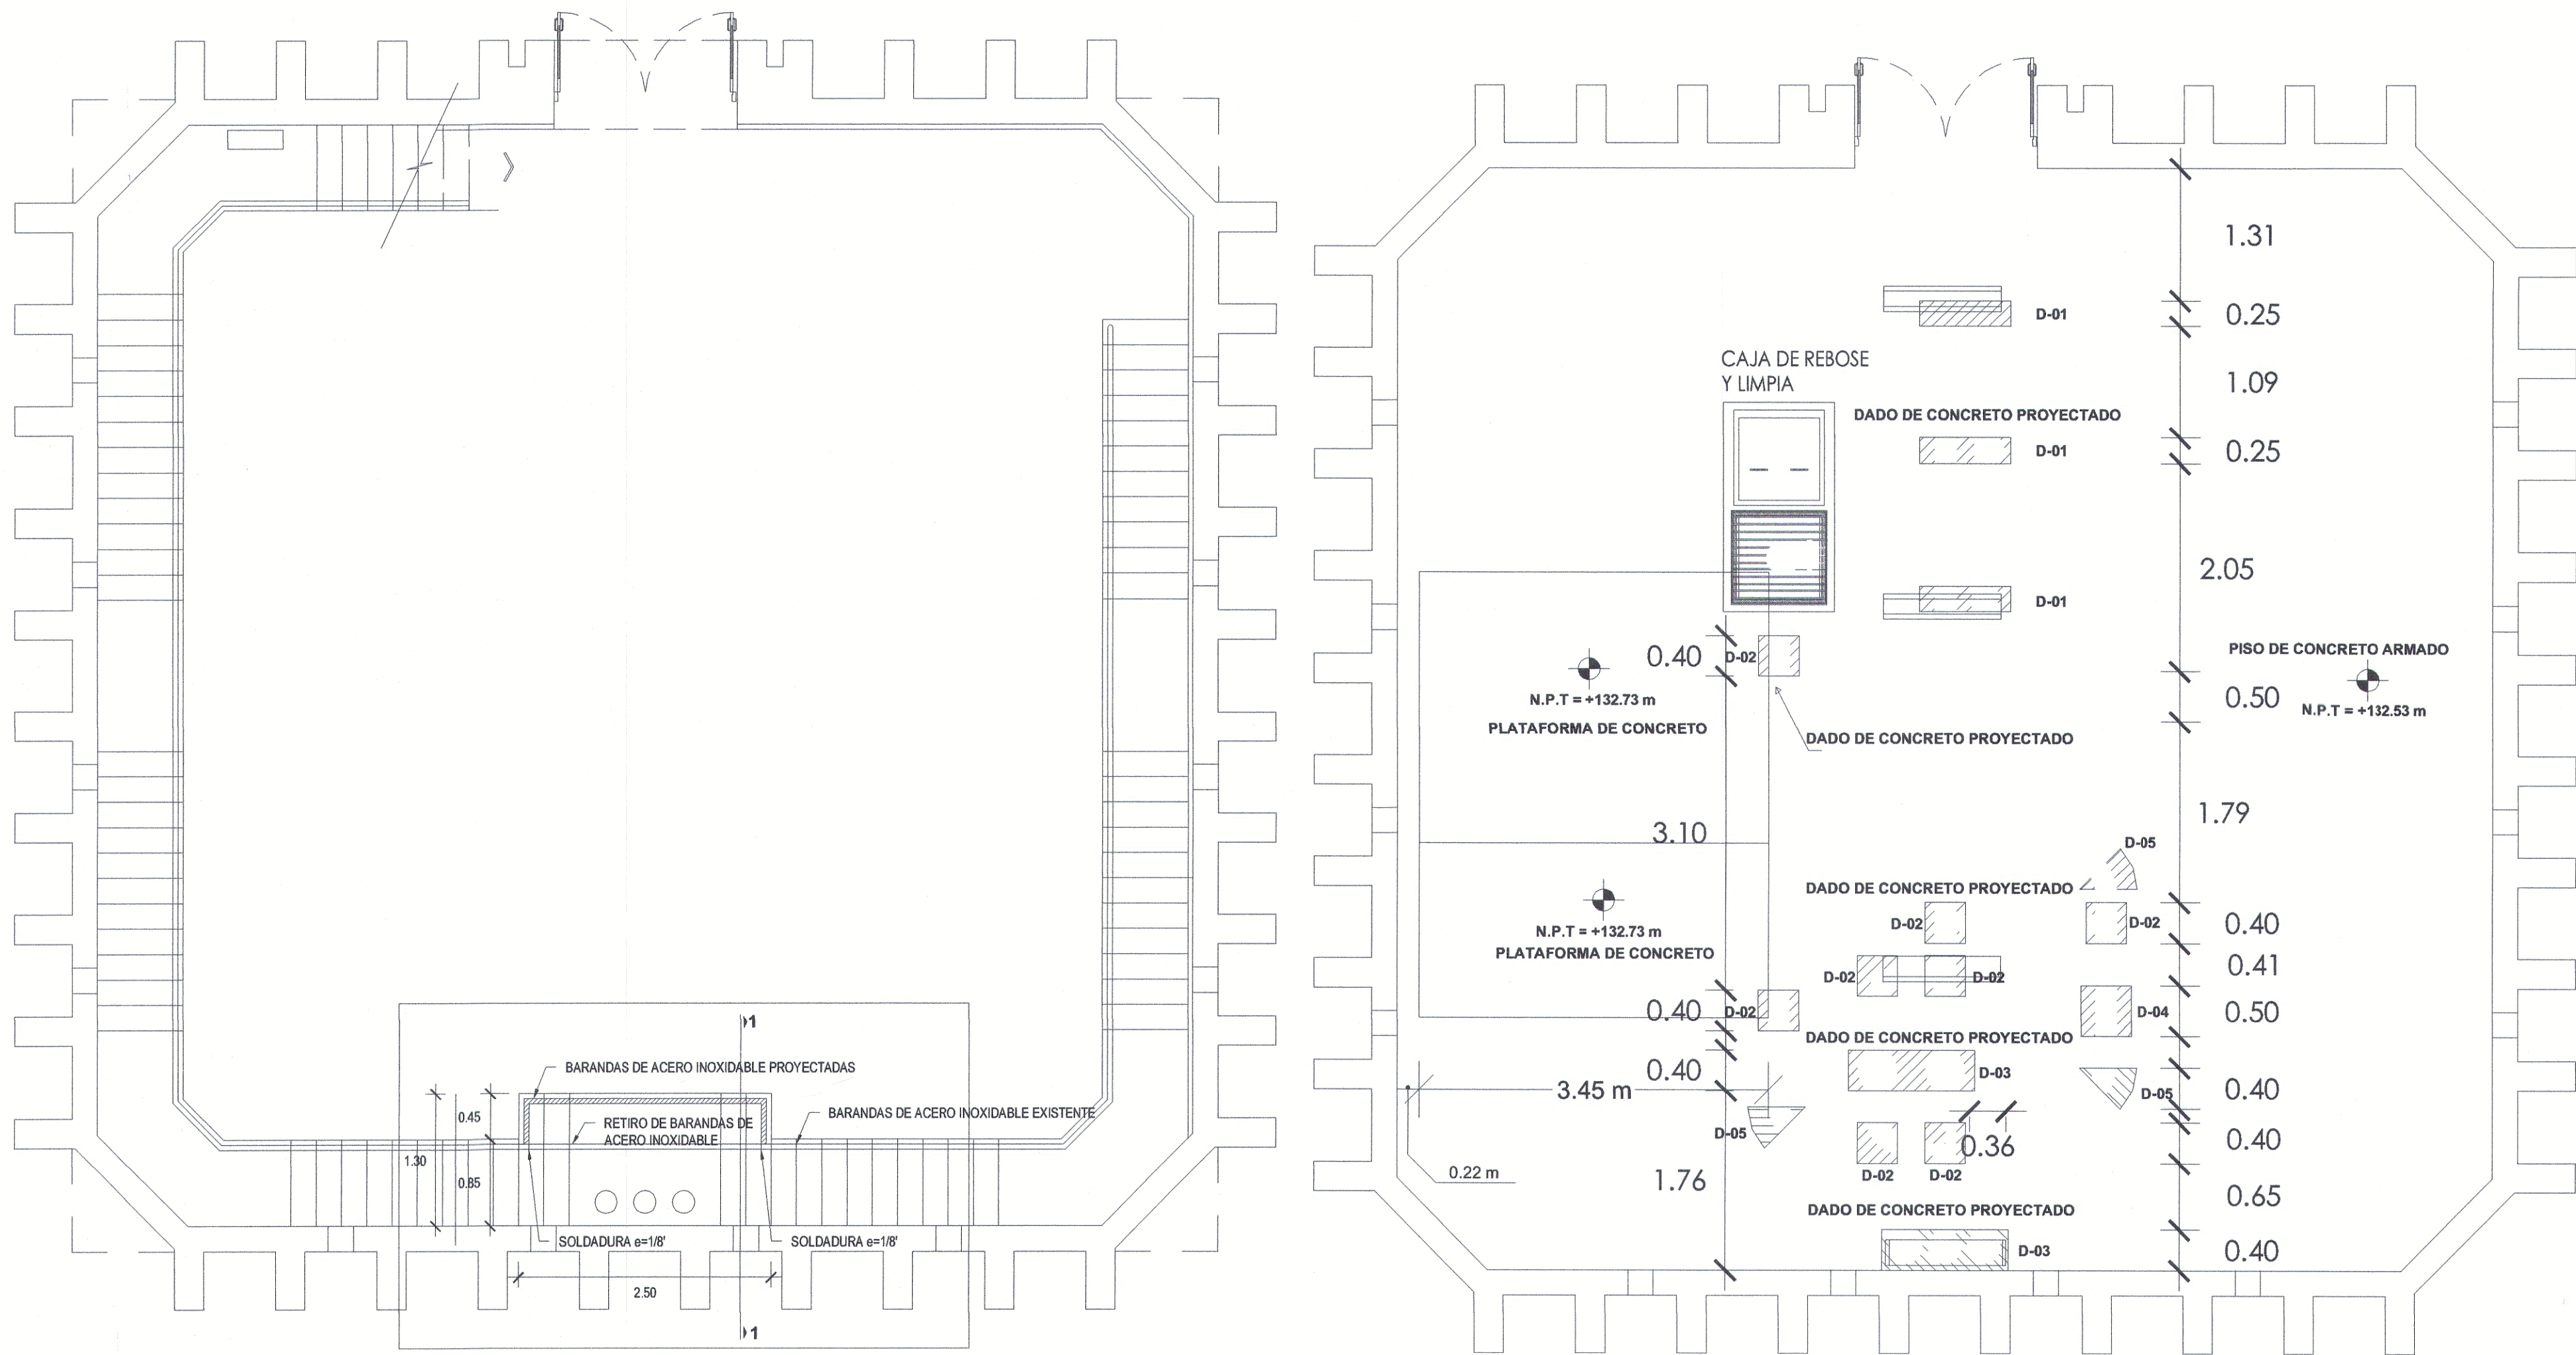 1
BARANDAS DE ACERO INOXIDABLE PROYECTADAS
BARANDAS DE ACERO INOXIDABLE EXISTENTE
0.45
RETIRO DE BARANDAS DE
ACERO INOXIDABLE
1.30
0.85
SOLDADURA e=1/8'
SOLDADURA e=1/8'
2.50
1
1.31
0.25
D-01
CAJA DE REBOSE
Y LIMPIA
1.09
DADO DE CONCRETO PROYECTADO
D-01
0.25
2.05
D-01
PISO DE CONCRETO ARMADO
0.40
D-02
N.P.T = +132.73 m
0.50
N.P.T = +132.53 m
PLATAFORMA DE CONCRETO
DADO DE CONCRETO PROYECTADO
1.79
3.10
D-05
DADO DE CONCRETO PROYECTADO
D-02
D-02
0.40
N.P.T = +132.73 m
PLATAFORMA DE CONCRETO
0.41
D-02
D-02
0.40
D-02
D-04
0.50
DADO DE CONCRETO PROYECTADO
0.40
D-03
3.45 m
D-05
0.40
D-05
0.36
0.40
0.22 m
1.76
D-02
D-02
0.65
DADO DE CONCRETO PROYECTADO
D-03
0.40